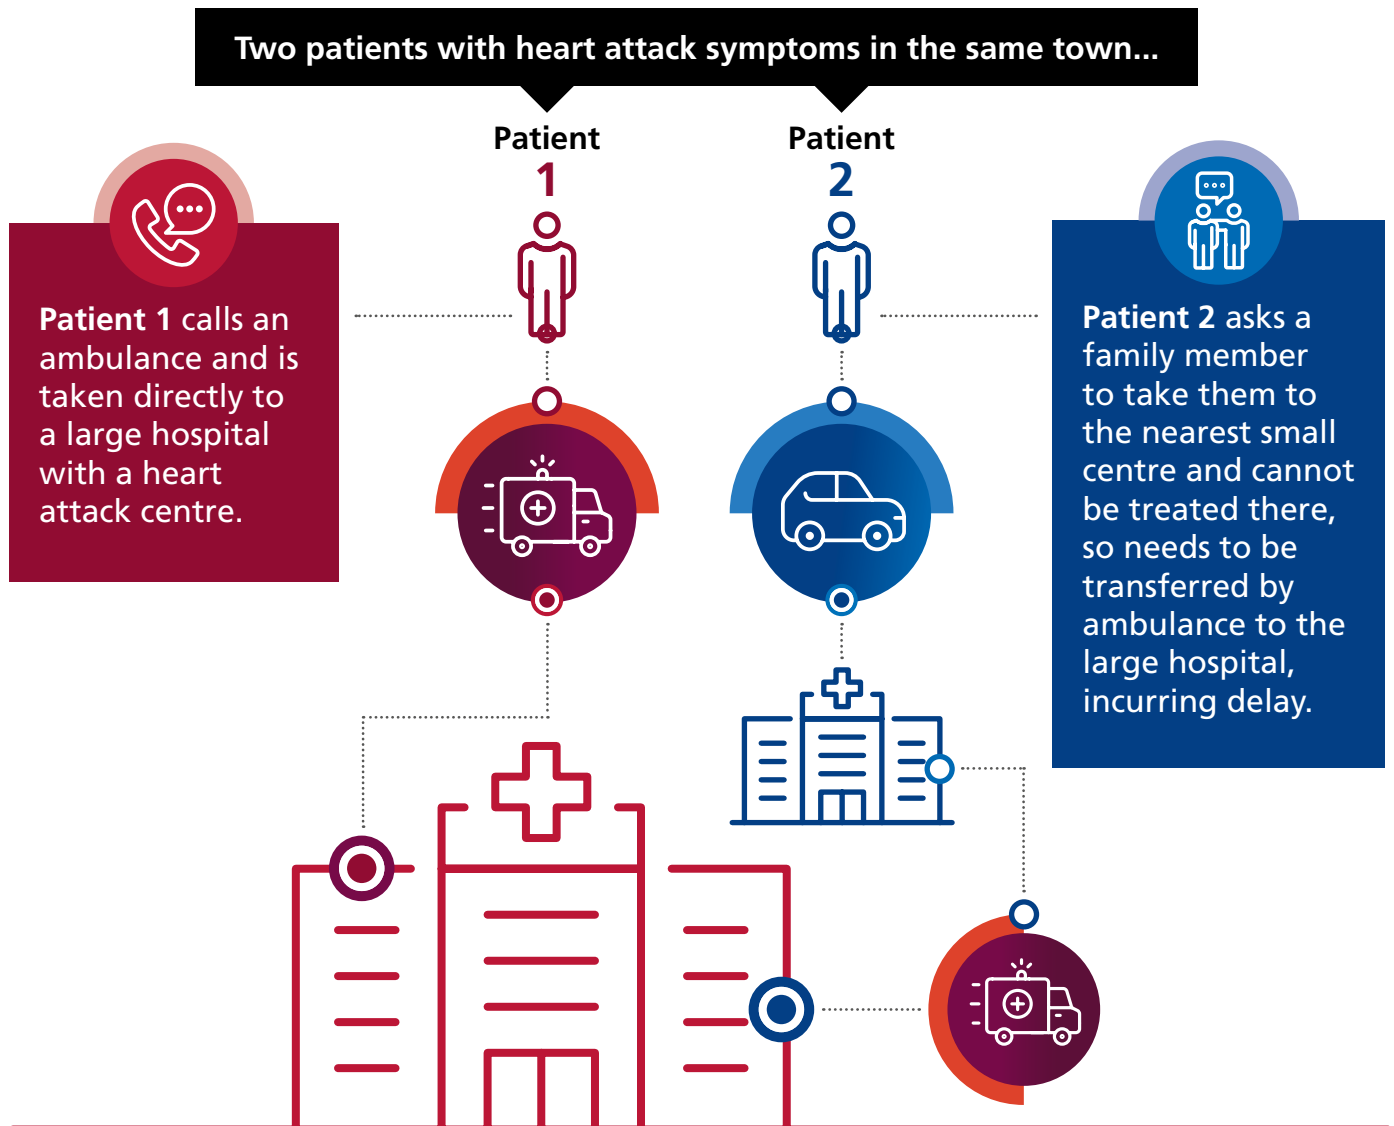 Two patients with heart attack symptoms in the same town...
Patient
1
Patient
2
Patient 1 calls an
ambulance and is
taken directly to
a large hospital
with a heart
attack centre.
Patient 2 asks a
family member
to take them to
the nearest small
centre and cannot
be treated there,
so needs to be
transferred by
ambulance to the
large hospital,
incurring delay.